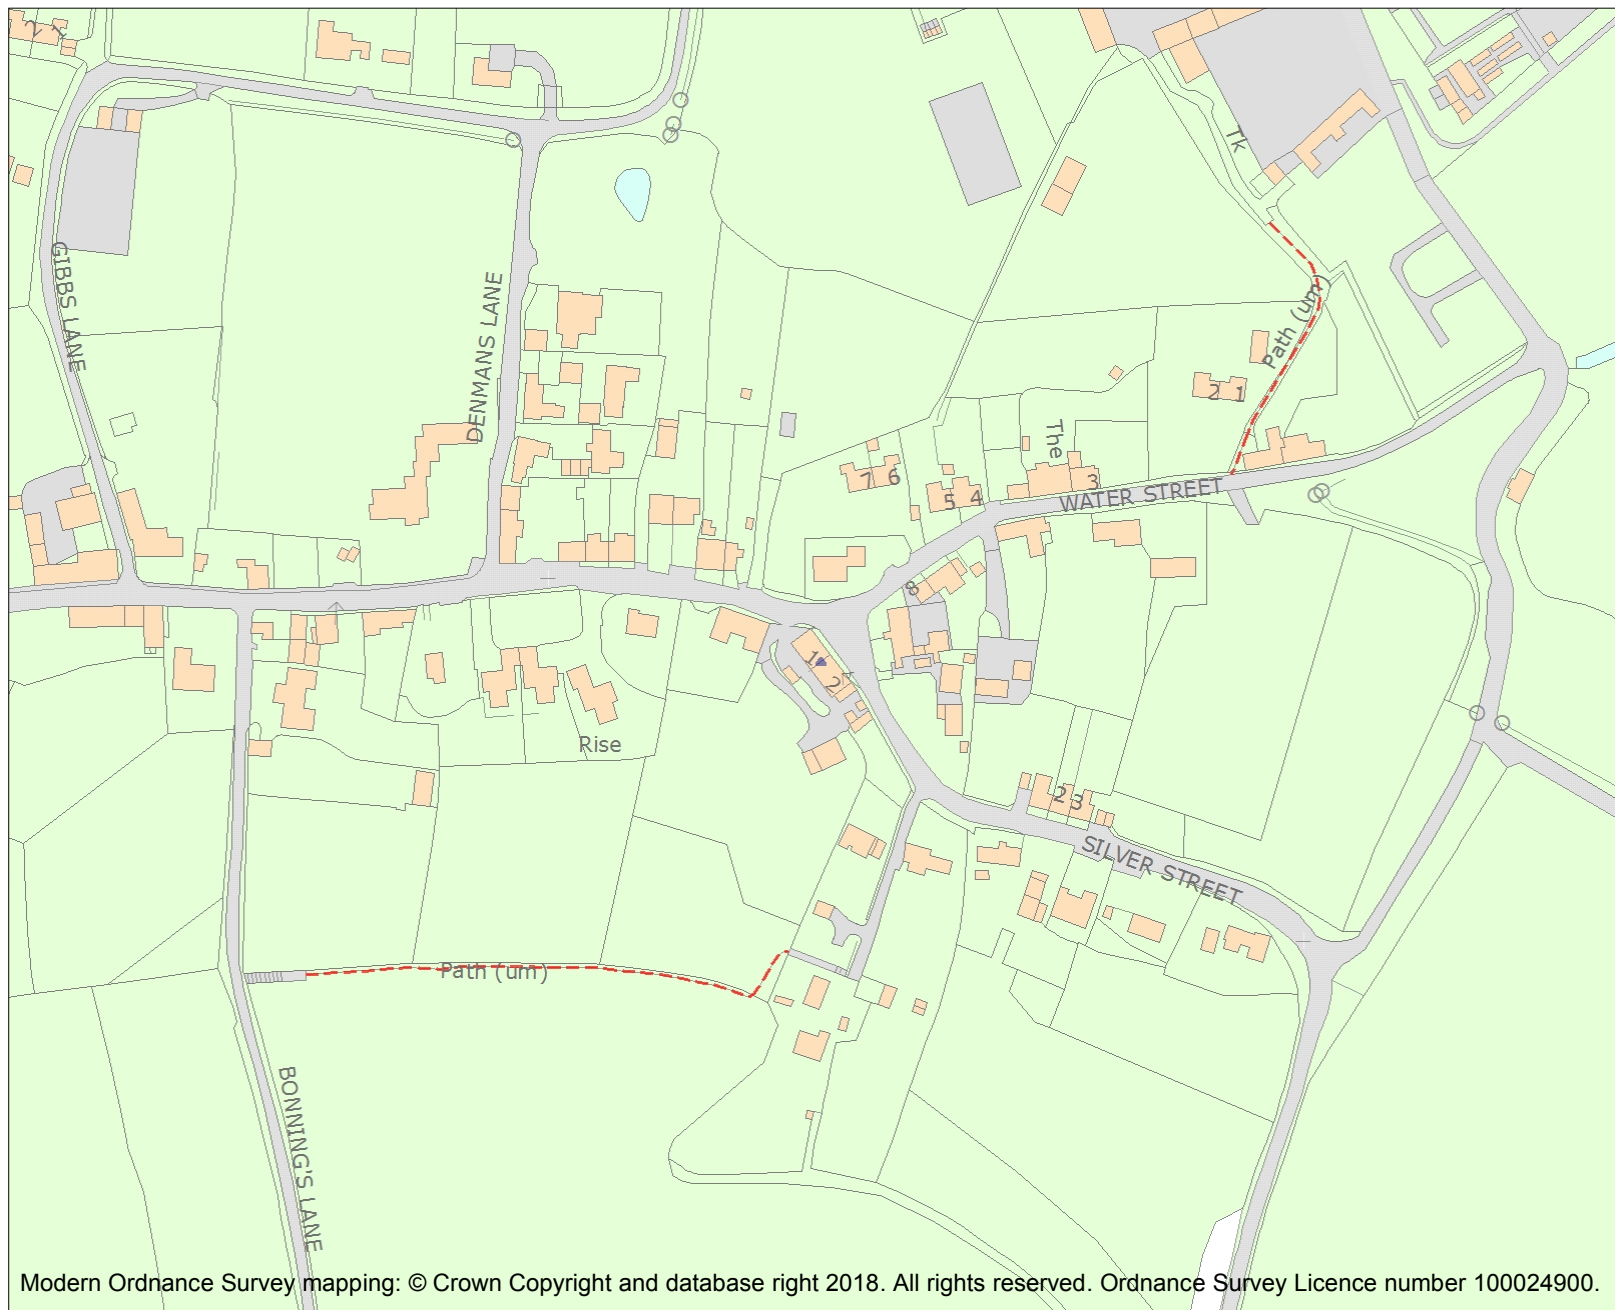 2 1
Tk
GIBBS LANE
DENMANS LANE
Path (um)
2 1
The
7 6
5 4
3
WATER STREET
8
1
2
Rise
2 3
SILVER STREET
Path (um)
BONNING'S LANE
Modern Ordnance Survey mapping: © Crown Copyright and database right 2018. All rights reserved. Ordnance Survey Licence number 100024900.